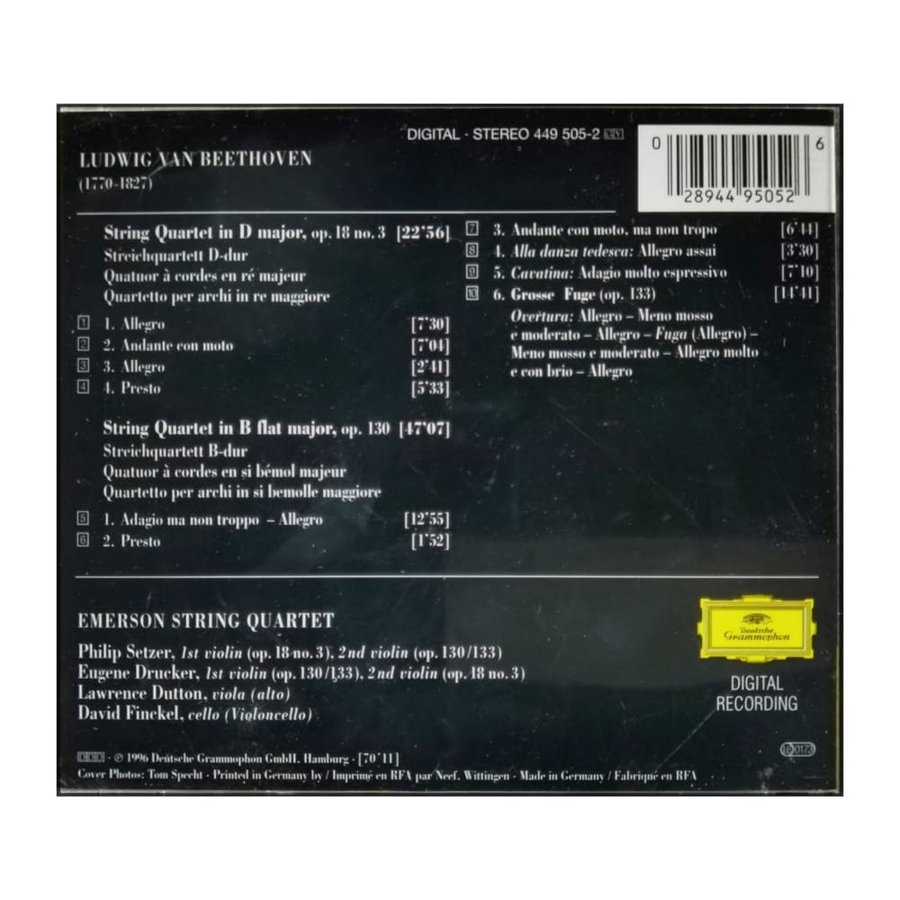 DIGITAL · STEREO 449 505-2 GH
0 28944 95052 6
LUDWIG VAN BEETHOVEN
(1770-1827)
String Quartet in D major, op. 18 no. 3 [22'56]
Streichquartett D-dur
Quatuor à cordes en ré majeur
Quartetto per archi in re maggiore
1 1. Allegro [7'30]
2 2. Andante con moto [7'04]
3 3. Allegro [2'41]
4 4. Presto [5'33]
String Quartet in B flat major, op. 130 [47'07]
Streichquartett B-dur
Quatuor à cordes en si bémol majeur
Quartetto per archi in si bemolle maggiore
5 1. Adagio ma non troppo – Allegro [12'55]
6 2. Presto [1'52]
7 3. Andante con moto, ma non tropo [6'44]
8 4. Alla danza tedesca: Allegro assai [3'30]
9 5. Cavatina: Adagio molto espressivo [7'10]
10 6. Grosse Fuge (op. 133) [14'41]
Overtura: Allegro – Meno mosso
e moderato – Allegro – Fuga (Allegro) –
Meno mosso e moderato – Allegro molto
e con brio – Allegro
EMERSON STRING QUARTET
Philip Setzer, 1st violin (op. 18 no. 3), 2nd violin (op. 130/133)
Eugene Drucker, 1st violin (op. 130/133), 2nd violin (op. 18 no. 3)
Lawrence Dutton, viola (alto)
David Finckel, cello (Violoncello)
Deutsche
Grammophon
DIGITAL
RECORDING
DDD · ℗ 1996 Deutsche Grammophon GmbH, Hamburg · [70'11]
LC 0173
Cover Photos: Tom Specht · Printed in Germany by / Imprimé en RFA par Neef, Wittingen · Made in Germany / Fabriqué en RFA